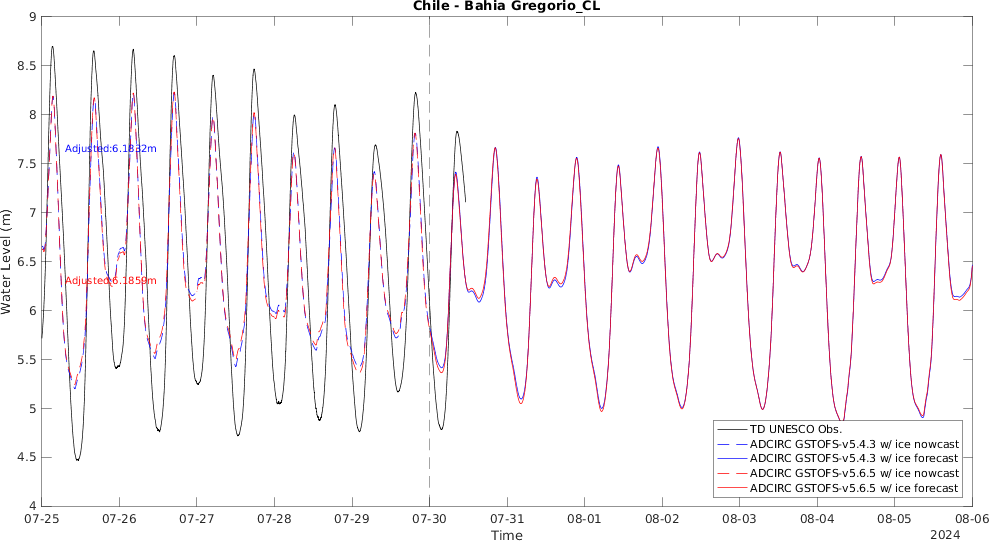 Chile - Bahia Gregorio_CL
9
8.5
8
7.5
7
6.5
6
5.5
5
4.5
4
Water Level (m)
Adjusted:6.1832m
Adjusted:6.1859m
TD UNESCO Obs.
ADCIRC GSTOFS-v5.4.3 w/ ice nowcast
ADCIRC GSTOFS-v5.4.3 w/ ice forecast
ADCIRC GSTOFS-v5.6.5 w/ ice nowcast
ADCIRC GSTOFS-v5.6.5 w/ ice forecast
07-25 07-26 07-27 07-28 07-29 07-30 07-31 08-01 08-02 08-03 08-04 08-05 08-06
Time
2024